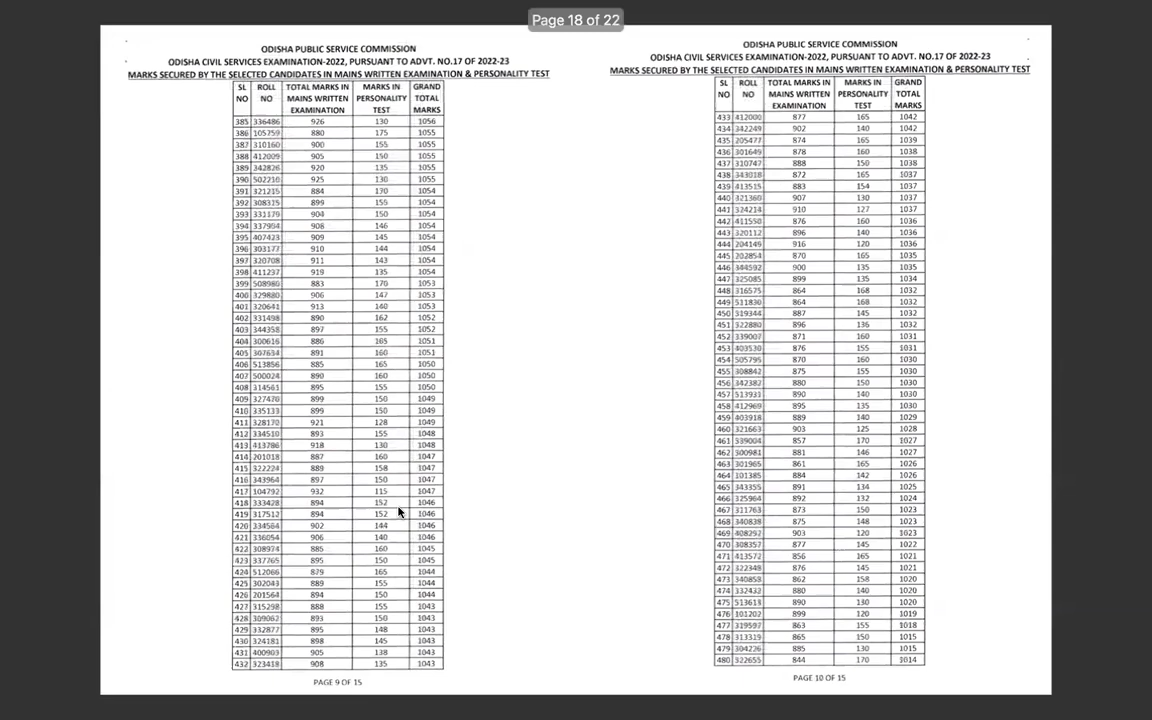 Page 18 of 22
ODISHA PUBLIC SERVICE COMMISSION
ODISHA CIVIL SERVICES EXAMINATION-2022, PURSUANT TO ADVT. NO.17 OF 2022-23
MARKS SECURED BY THE SELECTED CANDIDATES IN MAINS WRITTEN EXAMINATION & PERSONALITY TEST
SL NO ROLL NO TOTAL MARKS IN MAINS WRITTEN EXAMINATION MARKS IN PERSONALITY TEST GRAND TOTAL MARKS
385 336486 926 130 1056
386 105759 880 175 1055
387 310160 900 155 1055
388 412009 905 150 1055
389 342826 920 135 1055
390 502210 925 130 1055
391 321215 884 170 1054
392 308315 899 155 1054
393 331179 904 150 1054
394 337994 908 146 1054
395 407423 909 145 1054
396 303177 910 144 1054
397 320708 911 143 1054
398 411237 919 135 1054
399 508980 883 170 1053
400 329880 906 147 1053
401 320641 913 140 1053
402 331498 890 162 1052
403 344358 897 155 1052
404 300616 886 165 1051
405 307634 891 160 1051
406 513856 885 165 1050
407 500024 890 160 1050
408 314561 895 155 1050
409 327470 899 150 1049
410 335133 899 150 1049
411 328170 921 128 1049
412 334510 893 155 1048
413 413786 918 130 1048
414 201018 887 160 1047
415 322224 889 158 1047
416 343964 897 150 1047
417 104792 932 115 1047
418 333428 894 152 1046
419 317512 894 152 1046
420 334564 902 144 1046
421 336054 906 140 1046
422 308974 885 160 1045
423 337765 895 150 1045
424 512066 879 165 1044
425 302043 889 155 1044
426 201564 894 150 1044
427 315298 888 155 1043
428 309062 893 150 1043
429 332877 895 148 1043
430 324181 898 145 1043
431 400903 905 138 1043
432 323418 908 135 1043
PAGE 9 OF 15
ODISHA PUBLIC SERVICE COMMISSION
ODISHA CIVIL SERVICES EXAMINATION-2022, PURSUANT TO ADVT. NO.17 OF 2022-23
MARKS SECURED BY THE SELECTED CANDIDATES IN MAINS WRITTEN EXAMINATION & PERSONALITY TEST
SL NO ROLL NO TOTAL MARKS IN MAINS WRITTEN EXAMINATION MARKS IN PERSONALITY TEST GRAND TOTAL MARKS
433 412000 877 165 1042
434 342249 902 140 1042
435 205477 874 165 1039
436 301649 878 160 1038
437 310747 888 150 1038
438 343018 872 165 1037
439 413515 883 154 1037
440 321360 907 130 1037
441 324214 910 127 1037
442 411550 876 160 1036
443 320112 896 140 1036
444 204149 916 120 1036
445 202854 870 165 1035
446 344592 900 135 1035
447 325085 899 135 1034
448 316575 864 168 1032
449 511830 864 168 1032
450 319344 887 145 1032
451 322880 896 136 1032
452 339007 871 160 1031
453 403530 876 155 1031
454 505795 870 160 1030
455 308842 875 155 1030
456 342382 880 150 1030
457 513931 890 140 1030
458 412969 895 135 1030
459 403918 889 140 1029
460 321663 903 125 1028
461 339004 857 170 1027
462 300981 881 146 1027
463 301965 861 165 1026
464 101385 884 142 1026
465 343355 891 134 1025
466 325964 892 132 1024
467 311763 873 150 1023
468 340839 875 148 1023
469 408292 903 120 1023
470 308357 877 145 1022
471 413572 856 165 1021
472 322348 876 145 1021
473 340858 862 158 1020
474 332432 880 140 1020
475 513613 890 130 1020
476 101202 899 120 1019
477 319597 863 155 1018
478 313319 865 150 1015
479 304226 885 130 1015
480 322655 844 170 1014
PAGE 10 OF 15